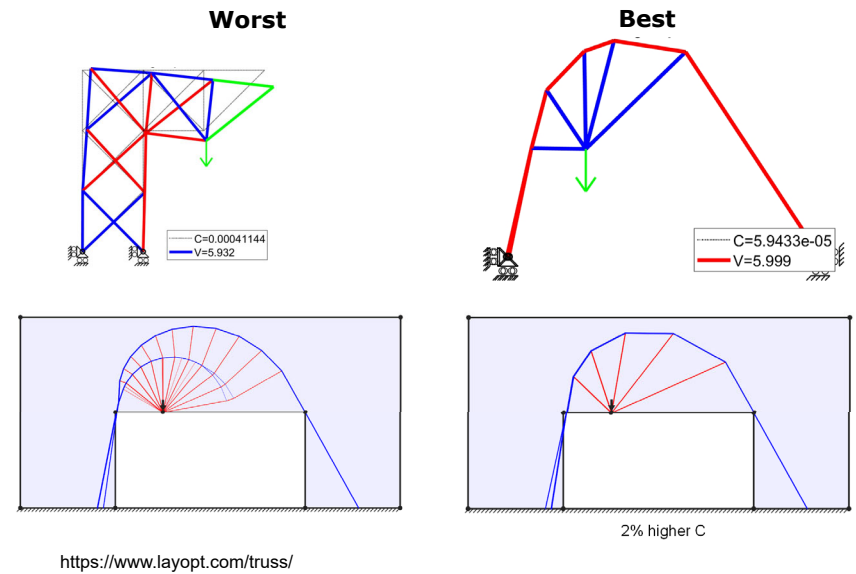 Worst
Best
C=0.00041144
V=5.932
C=5.9433e-05
V=5.999
2% higher C
https://www.layopt.com/truss/